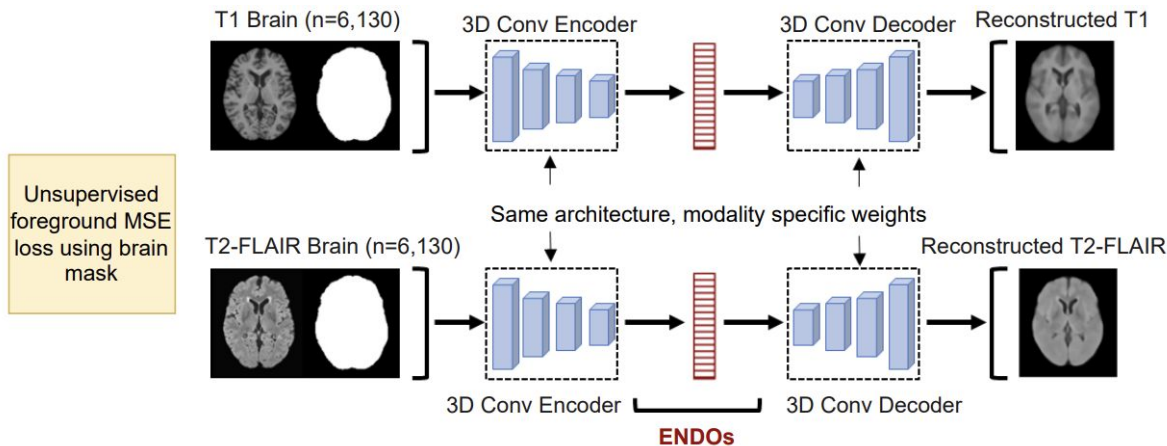 T1 Brain (n=6,130)
3D Conv Encoder
3D Conv Decoder
Reconstructed T1
Unsupervised
foreground MSE
loss using brain
mask
Same architecture, modality specific weights
T2-FLAIR Brain (n=6,130)
Reconstructed T2-FLAIR
3D Conv Encoder
3D Conv Decoder
ENDOs